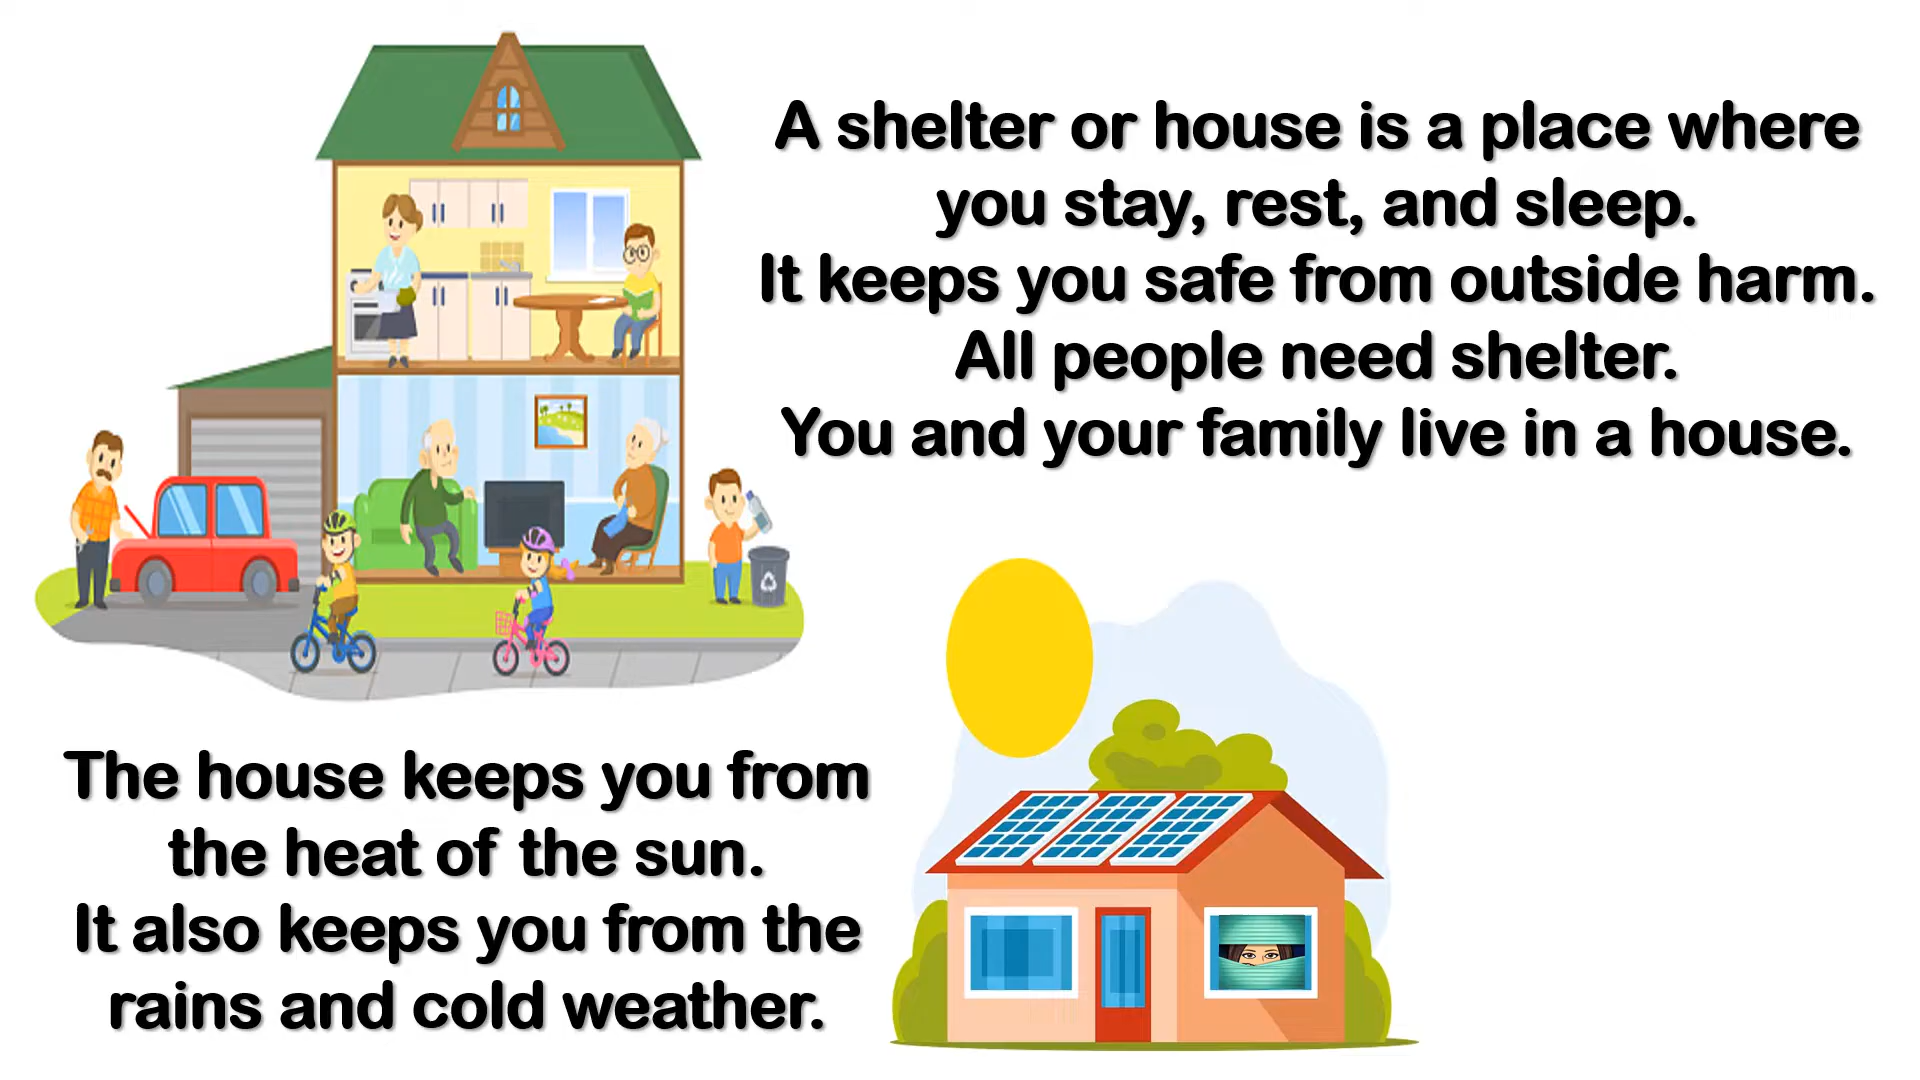 A shelter or house is a place where
you stay, rest, and sleep.
It keeps you safe from outside harm.
All people need shelter.
You and your family live in a house.
The house keeps you from
the heat of the sun.
It also keeps you from the
rains and cold weather.